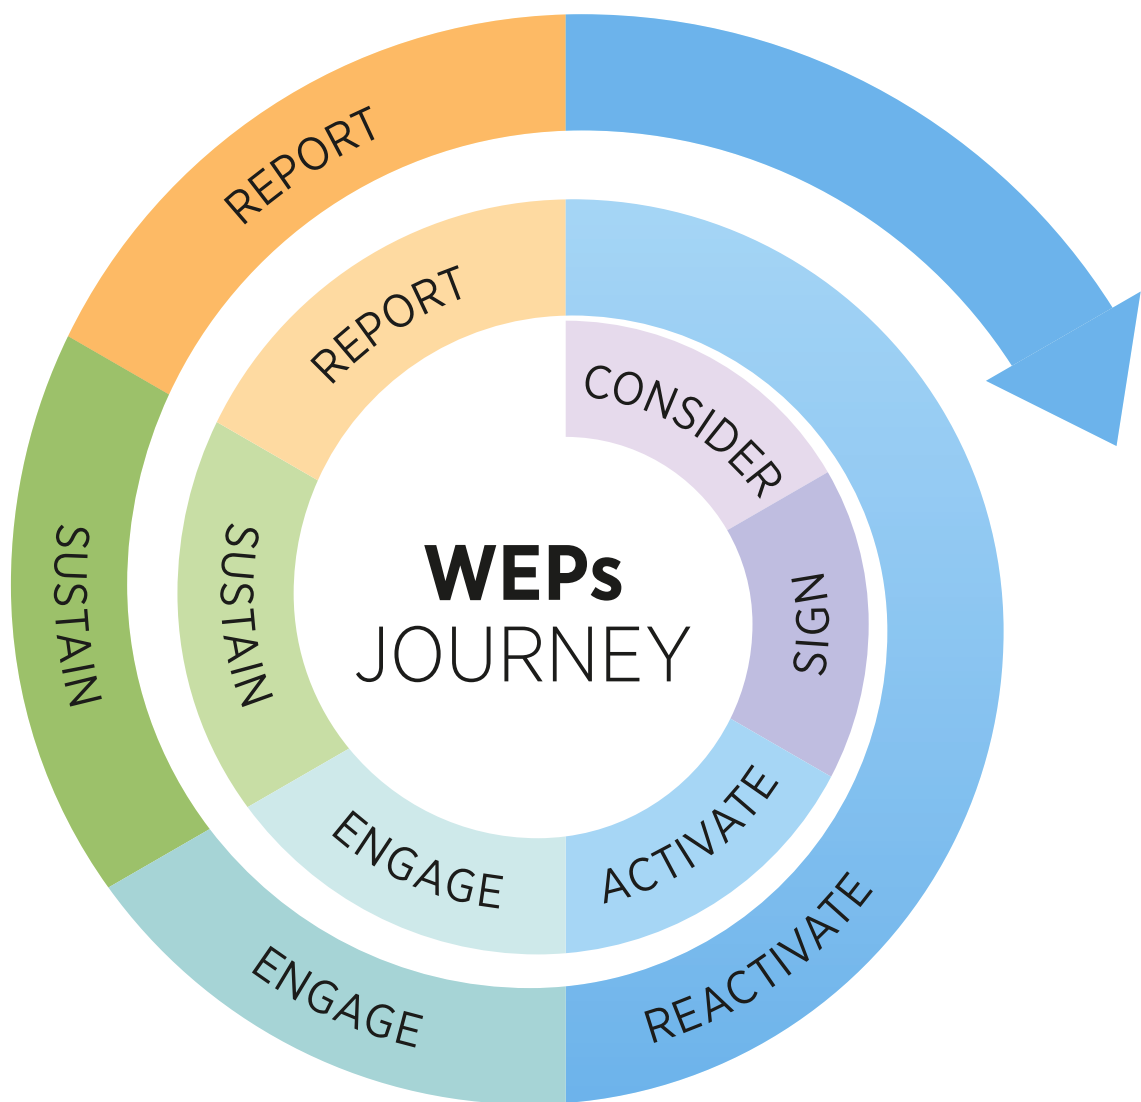 WEPs
JOURNEY
CONSIDER
SIGN
ACTIVATE
ENGAGE
SUSTAIN
REPORT
REACTIVATE
ENGAGE
SUSTAIN
REPORT